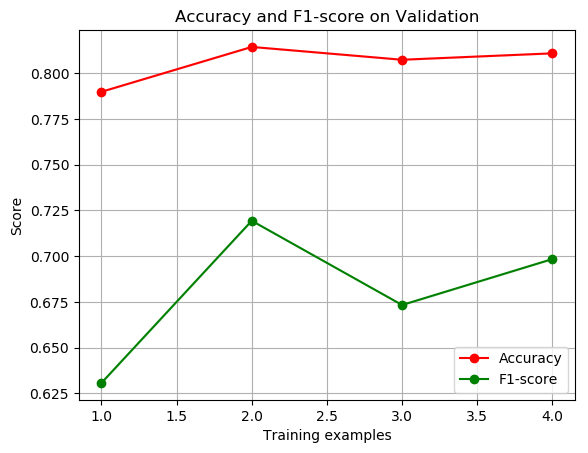 Accuracy and F1-score on Validation
0.800
0.775
0.750
0.725
0.700
0.675
0.650
0.625
Score
1.0 1.5 2.0 2.5 3.0 3.5 4.0
Training examples
Accuracy
F1-score